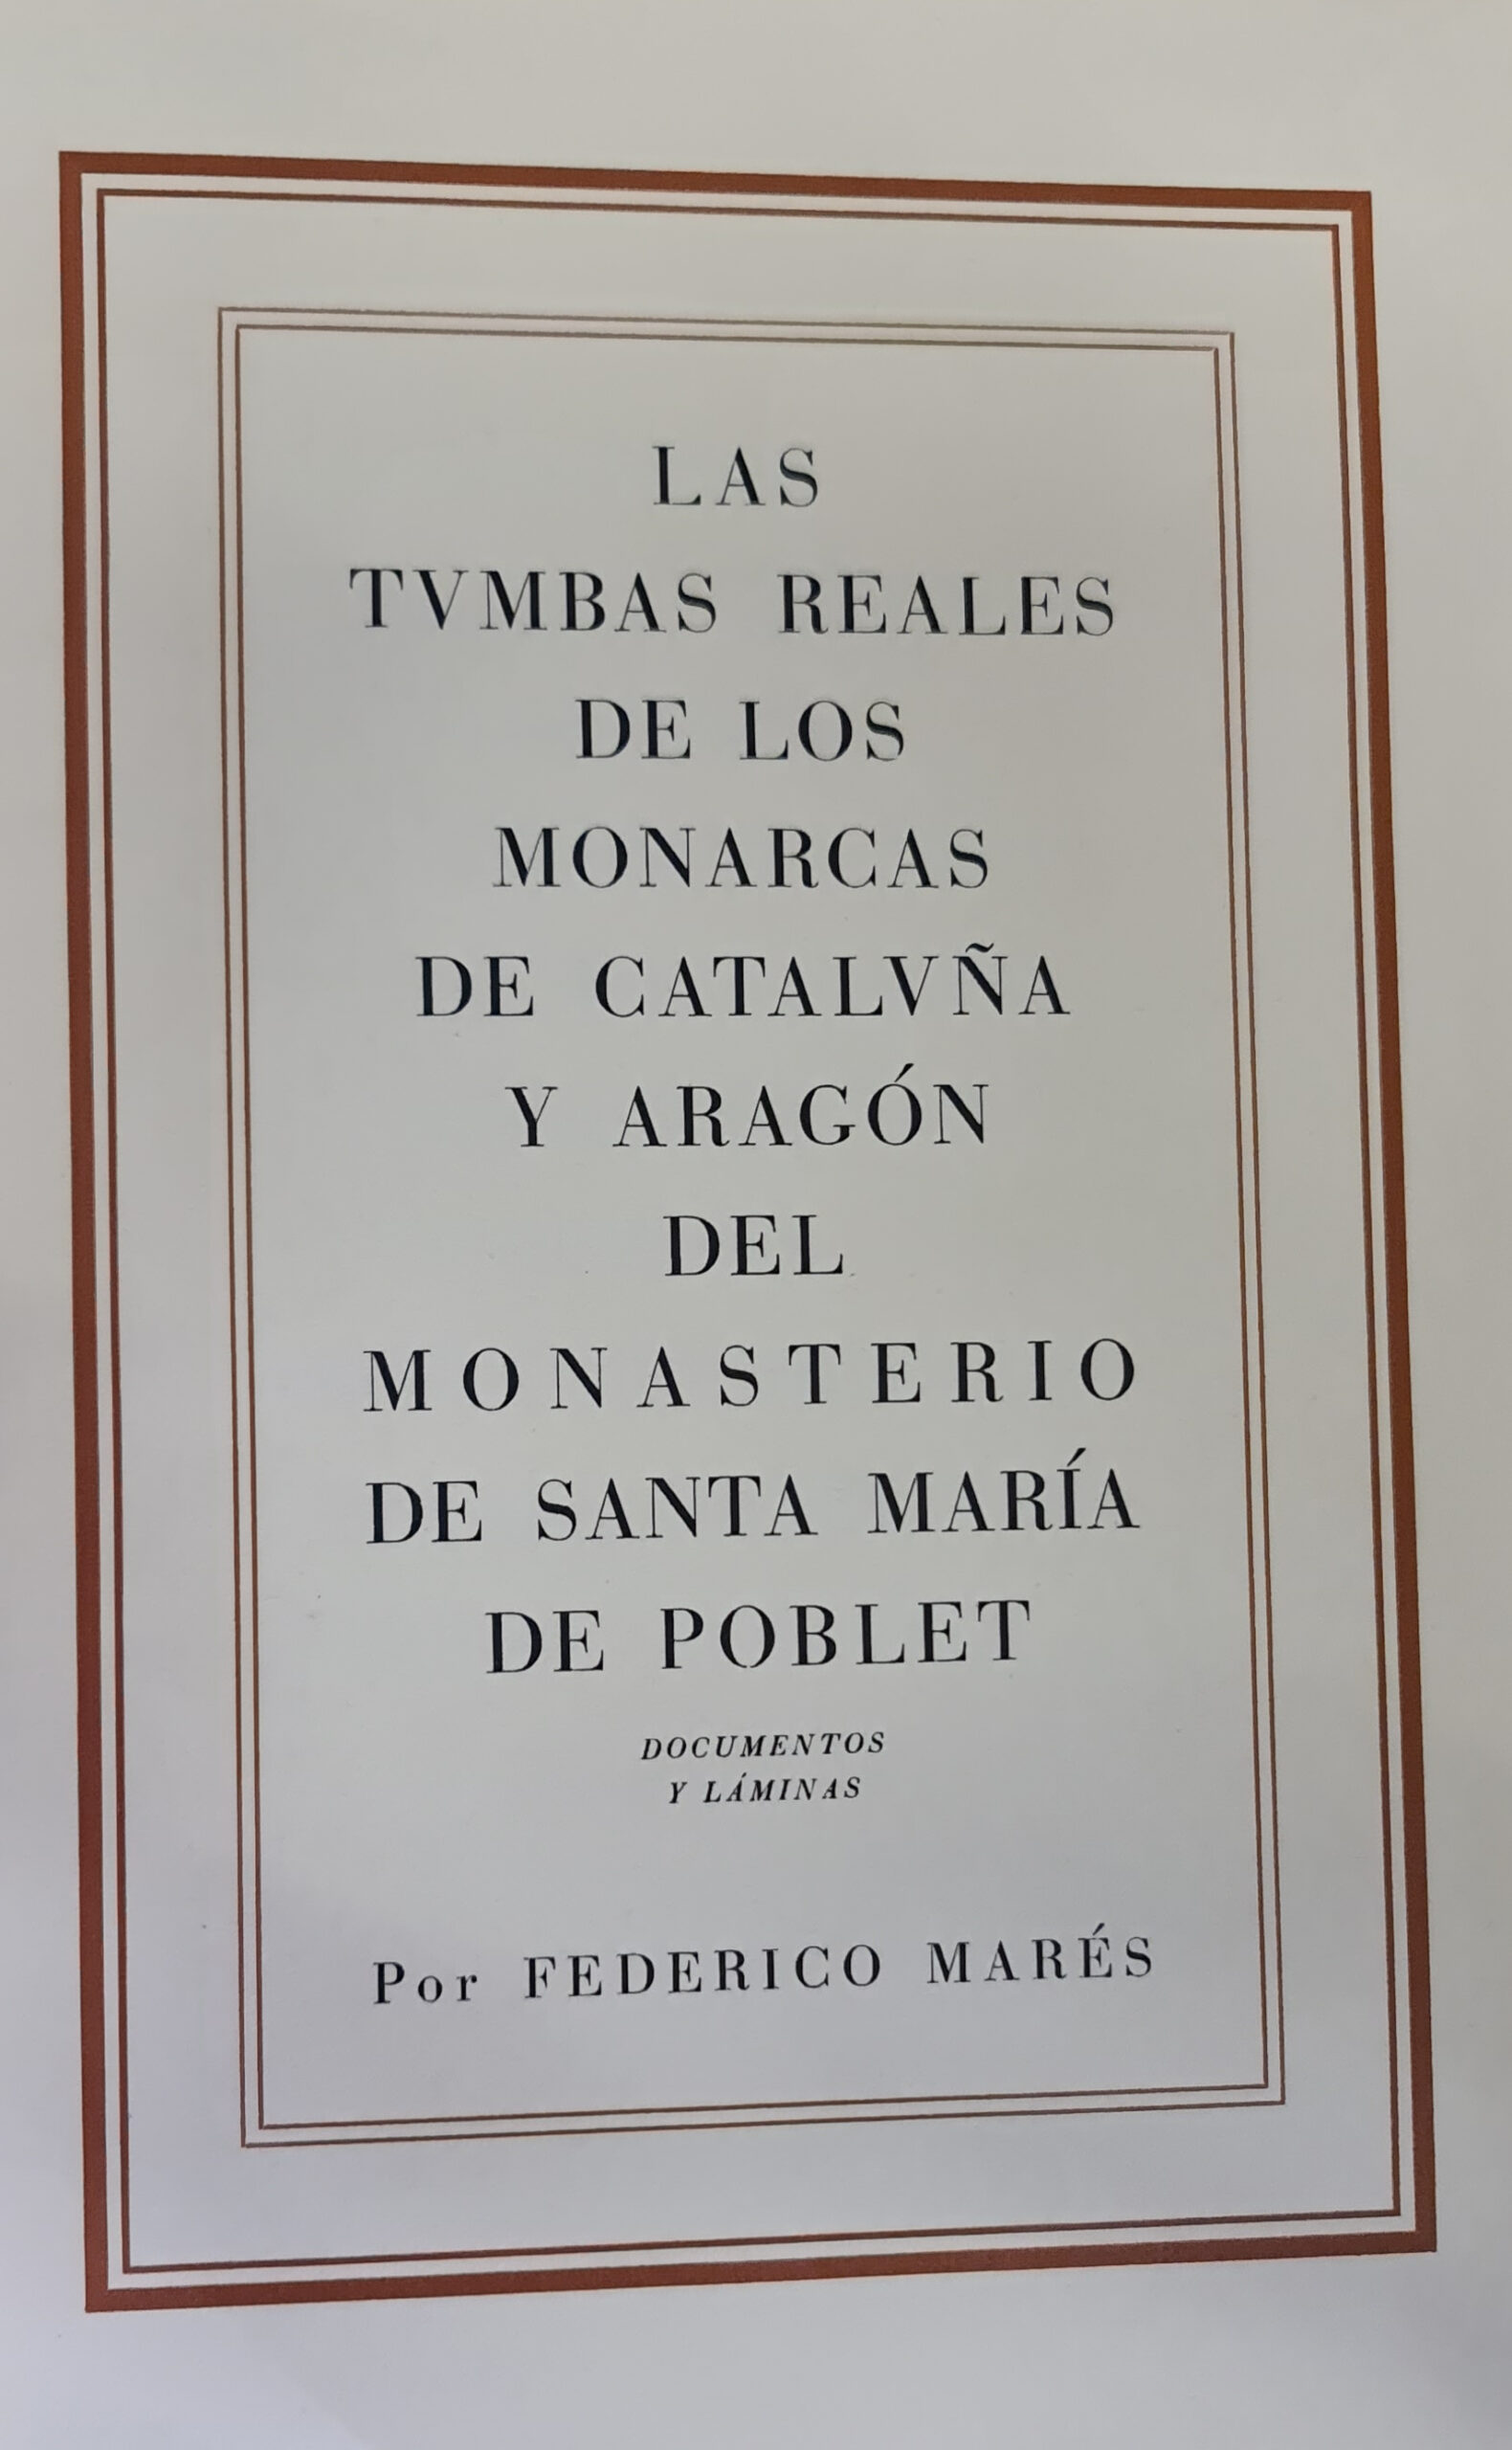 LAS
TVMBAS REALES
DE LOS
MONARCAS
DE CATALVÑA
Y ARAGÓN
DEL
MONASTERIO
DE SANTA MARÍA
DE POBLET
DOCUMENTOS
Y LÁMINAS
Por FEDERICO MARÉS